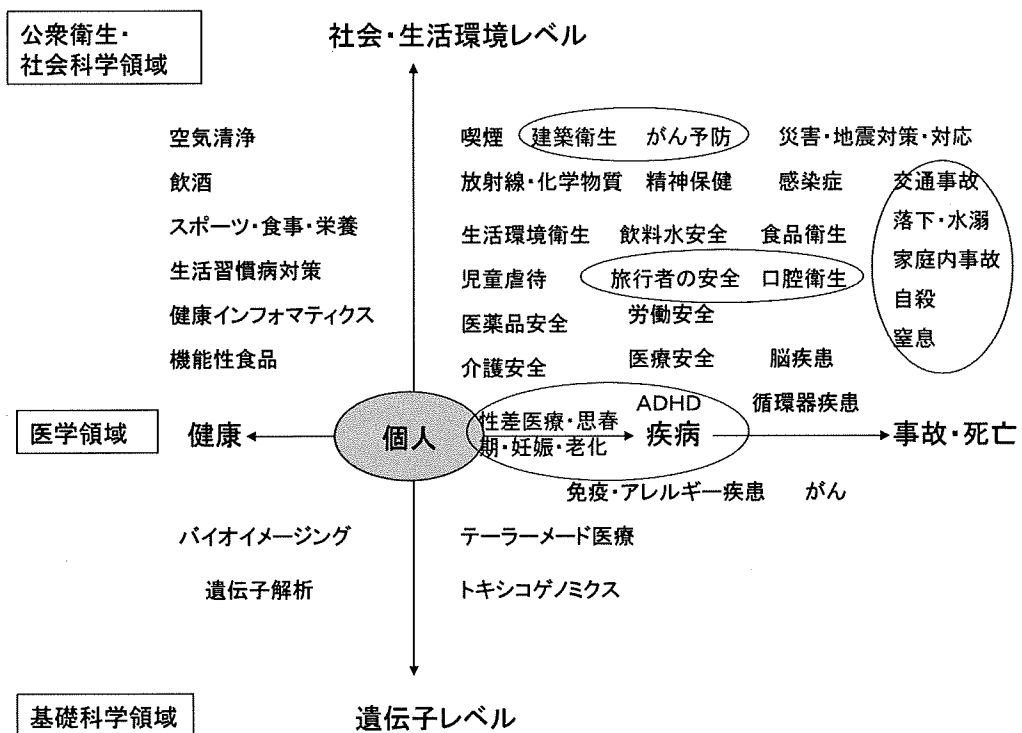 公衆衛生・
社会科学領域
社会・生活環境レベル
空気清浄
喫煙 建築衛生 がん予防 災害・地震対策・対応
飲酒
放射線・化学物質 精神保健 感染症 交通事故
スポーツ・食事・栄養
落下・水溺
生活環境衛生 飲料水安全 食品衛生
家庭内事故
生活習慣病対策
児童虐待 旅行者の安全 口腔衛生
自殺
健康インフォマティクス
医薬品安全 労働安全
窒息
機能性食品
介護安全 医療安全 脳疾患
ADHD 循環器疾患
医学領域 健康 個人 性差医療・思春
期・妊娠・老化 疾病 事故・死亡
免疫・アレルギー疾患 がん
バイオイメージング テーラーメード医療
遺伝子解析 トキシコゲノミクス
基礎科学領域 遺伝子レベル